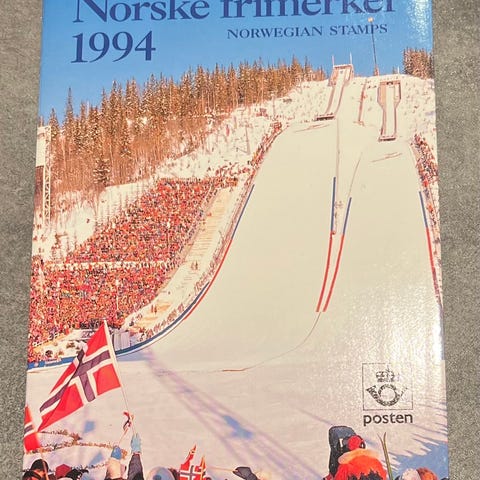 Norske frimerker
1994
NORWEGIAN STAMPS
posten